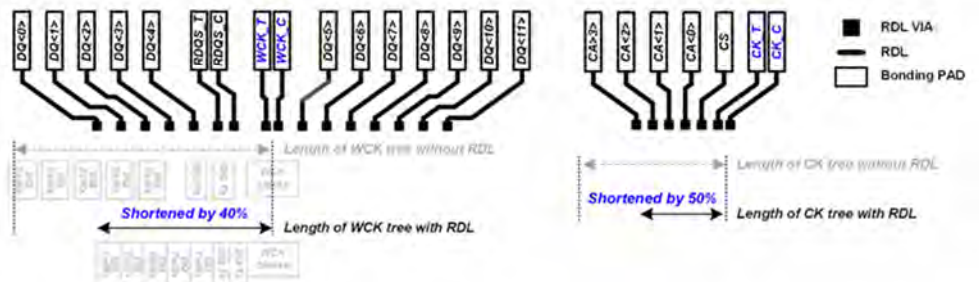 DQ<0>
DQ<1>
DQ<2>
DQ<3>
DQ<4>
RDQS_T
RDQS_C
WCK_T
WCK_C
DQ<5>
DQ<6>
DQ<7>
DQ<8>
DQ<9>
DQ<10>
DQ<11>
CA<3>
CA<2>
CA<1>
CA<0>
CS
CK_T
CK_C
RDL VIA
RDL
Bonding PAD
Length of WCK tree without RDL
Length of CK tree without RDL
Shortened by 40%
Length of WCK tree with RDL
Shortened by 50%
Length of CK tree with RDL